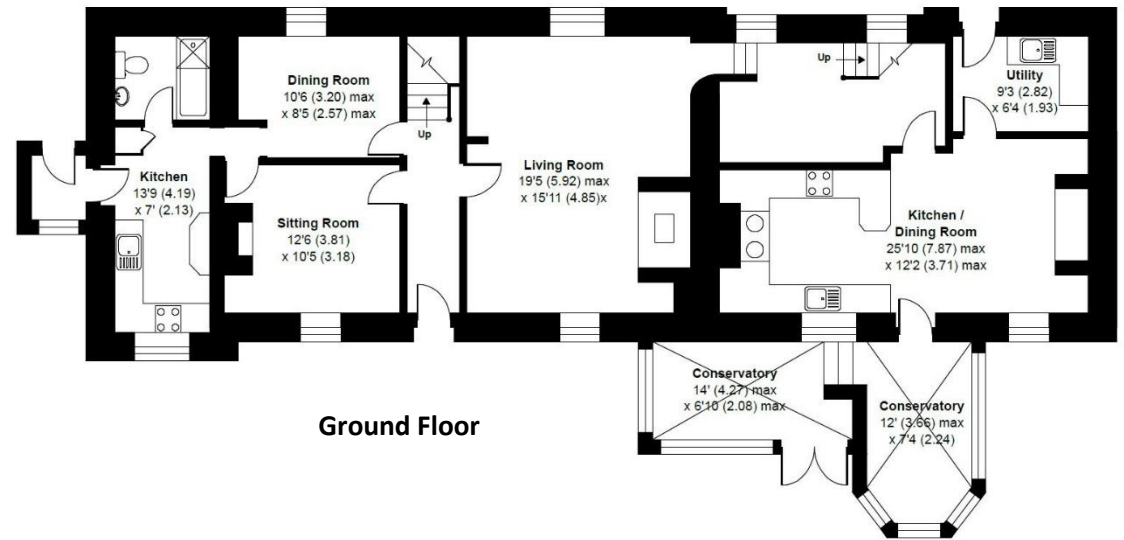 Dining Room
10'6 (3.20) max
x 8'5 (2.57) max
Up
Up
Utility
9'3 (2.82)
x 6'4 (1.93)
Kitchen
13'9 (4.19)
x 7' (2.13)
Living Room
19'5 (5.92) max
x 15'11 (4.85)x
Sitting Room
12'6 (3.81)
x 10'5 (3.18)
Kitchen /
Dining Room
25'10 (7.87) max
x 12'2 (3.71) max
Conservatory
14' (4.27) max
x 6'10 (2.08) max
Conservatory
12' (3.66) max
x 7'4 (2.24)
Ground Floor